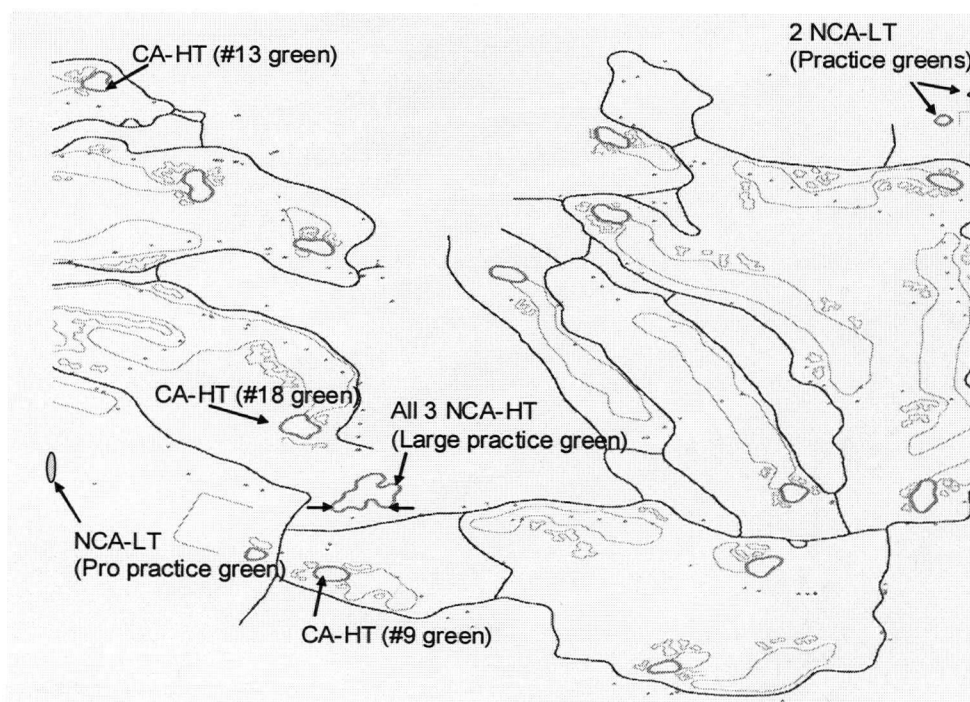 CA-HT (#13 green)
2 NCA-LT
(Practice greens)
CA-HT (#18 green)
All 3 NCA-HT
(Large practice green)
NCA-LT
(Pro practice green)
CA-HT (#9 green)